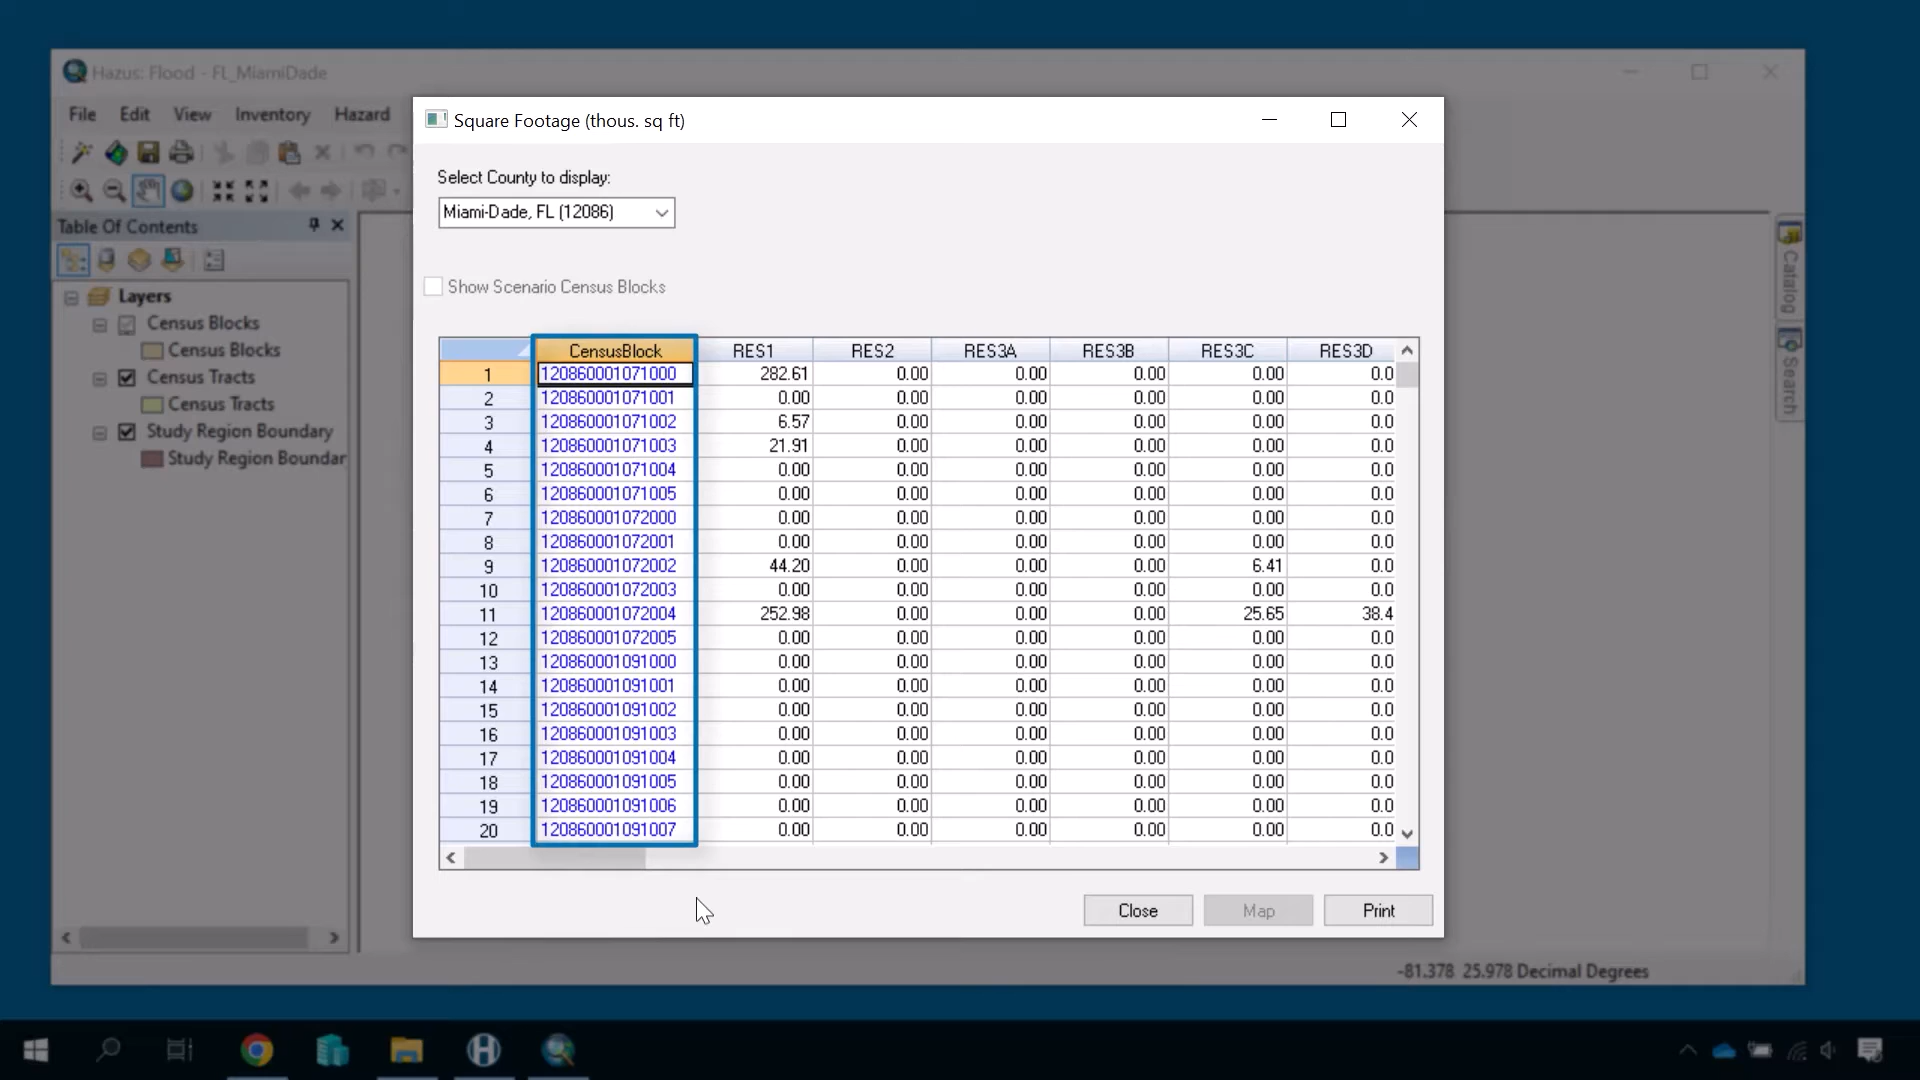 Hazus: Flood - FL_MiamiDade
File Edit View Inventory Hazard
Table Of Contents
Layers
Census Blocks
Census Blocks
Census Tracts
Census Tracts
Study Region Boundary
Study Region Boundar
Square Footage (thous. sq ft)
Select County to display:
Miami-Dade, FL (12086)
Show Scenario Census Blocks
CensusBlock RES1 RES2 RES3A RES3B RES3C RES3D
1 120860001071000 282.61 0.00 0.00 0.00 0.00 0.0
2 120860001071001 0.00 0.00 0.00 0.00 0.00 0.0
3 120860001071002 6.57 0.00 0.00 0.00 0.00 0.0
4 120860001071003 21.91 0.00 0.00 0.00 0.00 0.0
5 120860001071004 0.00 0.00 0.00 0.00 0.00 0.0
6 120860001071005 0.00 0.00 0.00 0.00 0.00 0.0
7 120860001072000 0.00 0.00 0.00 0.00 0.00 0.0
8 120860001072001 0.00 0.00 0.00 0.00 0.00 0.0
9 120860001072002 44.20 0.00 0.00 0.00 6.41 0.0
10 120860001072003 0.00 0.00 0.00 0.00 0.00 0.0
11 120860001072004 252.98 0.00 0.00 0.00 25.65 38.4
12 120860001072005 0.00 0.00 0.00 0.00 0.00 0.0
13 120860001091000 0.00 0.00 0.00 0.00 0.00 0.0
14 120860001091001 0.00 0.00 0.00 0.00 0.00 0.0
15 120860001091002 0.00 0.00 0.00 0.00 0.00 0.0
16 120860001091003 0.00 0.00 0.00 0.00 0.00 0.0
17 120860001091004 0.00 0.00 0.00 0.00 0.00 0.0
18 120860001091005 0.00 0.00 0.00 0.00 0.00 0.0
19 120860001091006 0.00 0.00 0.00 0.00 0.00 0.0
20 120860001091007 0.00 0.00 0.00 0.00 0.00 0.0
Close Map Print
Catalog
Search
-81.378 25.978 Decimal Degrees